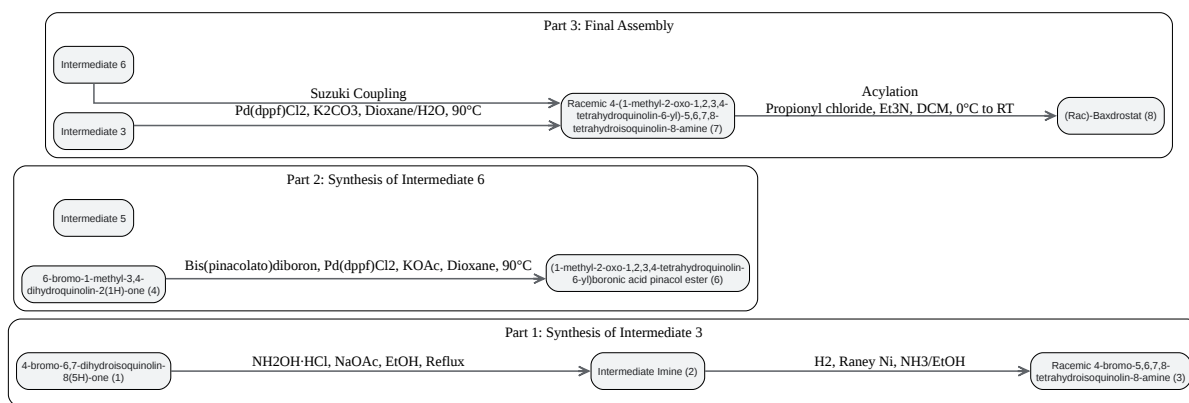 Part 3: Final Assembly
Intermediate 6
Suzuki Coupling
Pd(dppf)Cl2, K2CO3, Dioxane/H2O, 90°C
Intermediate 3
Racemic 4-(1-methyl-2-oxo-1,2,3,4-
tetrahydroquinolin-6-yl)-5,6,7,8-
tetrahydroisoquinolin-8-amine (7)
Acylation
Propionyl chloride, Et3N, DCM, 0°C to RT
(Rac)-Baxdrostat (8)
Part 2: Synthesis of Intermediate 6
Intermediate 5
6-bromo-1-methyl-3,4-
dihydroquinolin-2(1H)-one (4)
Bis(pinacolato)diboron, Pd(dppf)Cl2, KOAc, Dioxane, 90°C
(1-methyl-2-oxo-1,2,3,4-tetrahydroquinolin-
6-yl)boronic acid pinacol ester (6)
Part 1: Synthesis of Intermediate 3
4-bromo-6,7-dihydroisoquinolin-
8(5H)-one (1)
NH2OH·HCl, NaOAc, EtOH, Reflux
Intermediate Imine (2)
H2, Raney Ni, NH3/EtOH
Racemic 4-bromo-5,6,7,8-
tetrahydroisoquinolin-8-amine (3)